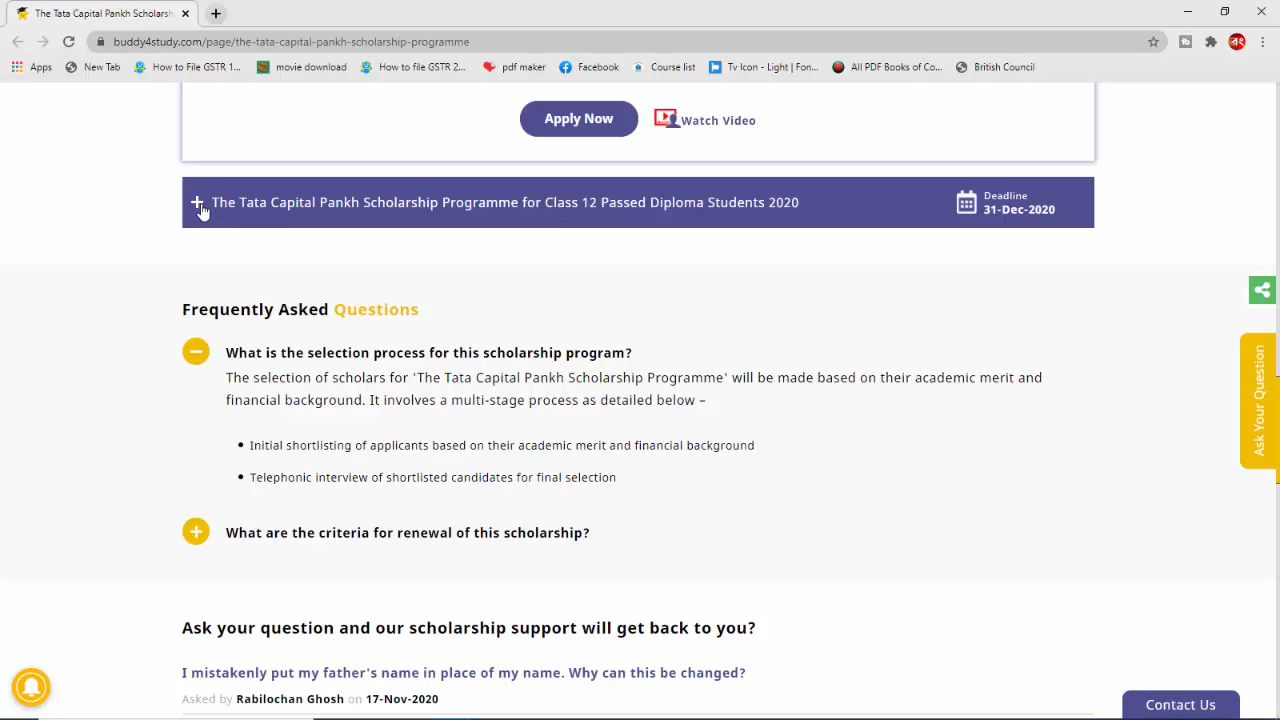 The Tata Capital Pankh Scholarsh
buddy4study.com/page/the-tata-capital-pankh-scholarship-programme
Apps
New Tab
How to File GSTR 1...
movie download
How to file GSTR 2...
pdf maker
Facebook
Course list
Tv Icon - Light | Fon...
All PDF Books of Co...
British Council
Apply Now
Watch Video
The Tata Capital Pankh Scholarship Programme for Class 12 Passed Diploma Students 2020
Deadline
31-Dec-2020
Frequently Asked Questions
What is the selection process for this scholarship program?
The selection of scholars for 'The Tata Capital Pankh Scholarship Programme' will be made based on their academic merit and
financial background. It involves a multi-stage process as detailed below –
• Initial shortlisting of applicants based on their academic merit and financial background
• Telephonic interview of shortlisted candidates for final selection
What are the criteria for renewal of this scholarship?
Ask Your Question
Ask your question and our scholarship support will get back to you?
I mistakenly put my father's name in place of my name. Why can this be changed?
Asked by Rabilochan Ghosh on 17-Nov-2020
Contact Us